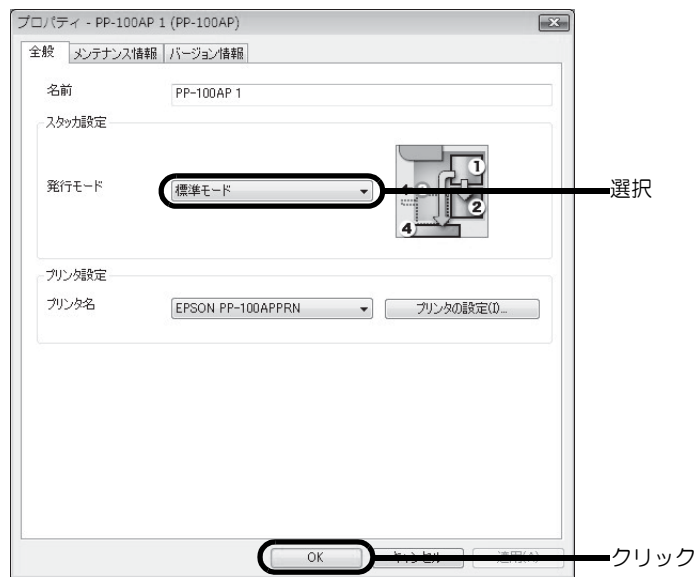 プロパティ - PP-100AP 1 (PP-100AP)
全般 メンテナンス情報 バージョン情報
名前 PP-100AP 1
スタッカ設定
1
発行モード 標準モード 選択
2
4
プリンタ設定
プリンタ名 EPSON PP-100APPRN プリンタの設定(I)...
OK キャンセル 適用(A) クリック